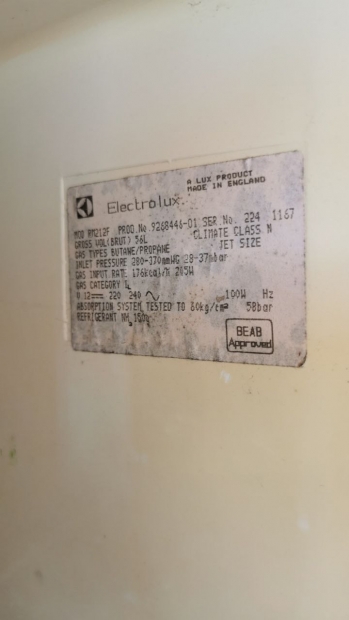 A LUX PRODUCT
MADE IN ENGLAND
Electrolux
MOD RM212F PROD.No 9268446-01 SER No. 224 1167
GROSS VOL(BRUT) 56L CLIMATE CLASS N
GAS TYPES BUTANE/PROPANE JET SIZE
INLET PRESSURE 280-370mmWG 28-37mbar
GAS INPUT RATE 176kcal/h 205W
GAS CATEGORY
V 12 220 240 100W Hz
ABSORPTION SYSTEM TESTED TO 60kg/cm² 58bar
REFRIGERANT NH₃
BEAB
Approved